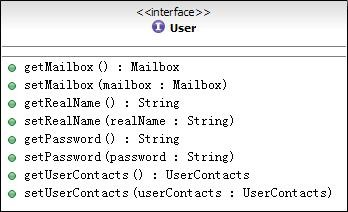 <<interface>>
I User
getMailbox() : Mailbox
setMailbox(mailbox : Mailbox)
getRealName() : String
setRealName(realName : String)
getPassword() : String
setPassword(password : String)
getUserContacts() : UserContacts
setUserContacts(userContacts : UserContacts)